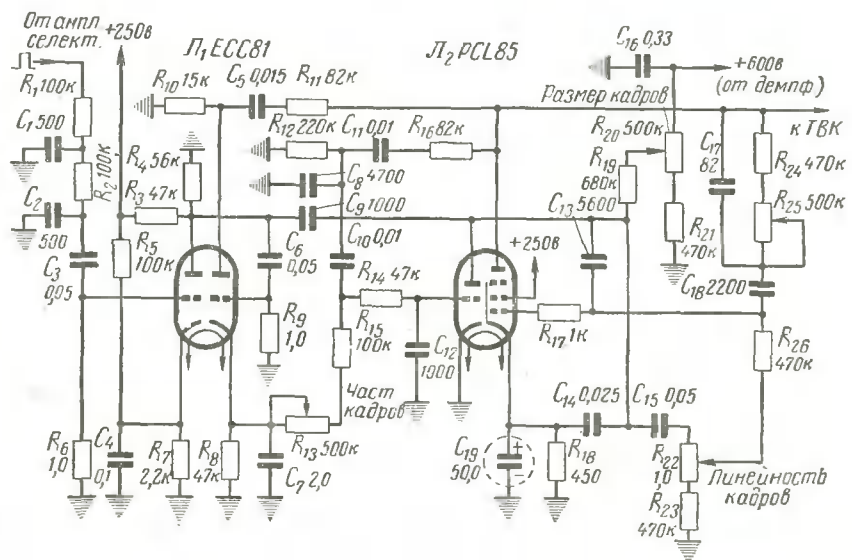 От ампл
селект.
+250в
Л₁ ECC81
Л₂ PCL85
C₁₆ 0,33
+600в
(от демпф)
R₁ 100к
C₁ 500
R₂ 100к
C₂
500
C₃
0,05
R₃ 47к
R₄ 56к
R₅
100к
R₁₀ 15к
C₅ 0,015
R₁₁ 82к
R₁₂ 220к
C₁₁ 0,01
R₁₆ 82к
C₈ 4700
C₉ 1000
C₆
0,05
C₁₀ 0,01
R₁₄ 47к
R₉
1,0
R₁₅
100к
C₁₂
1000
Част
кадров
R₁₃ 500к
C₇ 2,0
R₆
1,0
C₄
0,1
R₇
2,2к
R₈
47к
Размер кадров
R₂₀ 500к
R₁₉
680к
C₁₃ 5600
R₂₁
470к
C₁₇
82
к ТВК
R₂₄ 470к
R₂₅ 500к
C₁₈ 2200
+250в
R₁₇ 1к
R₂₆
470к
C₁₄ 0,025
C₁₅ 0,05
C₁₉
50,0
+
−
R₁₈
450
R₂₂
1,0
R₂₃
470к
Линейность
кадров